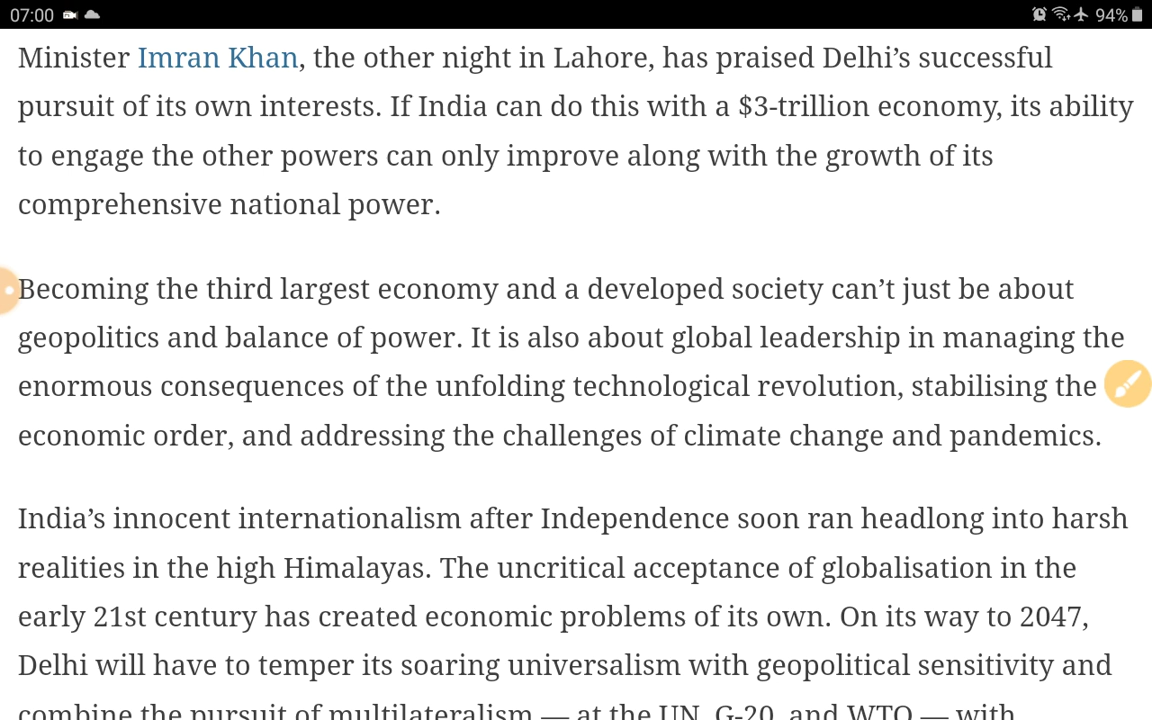 07:00
94%
Minister Imran Khan, the other night in Lahore, has praised Delhi’s successful
pursuit of its own interests. If India can do this with a $3-trillion economy, its ability
to engage the other powers can only improve along with the growth of its
comprehensive national power.
Becoming the third largest economy and a developed society can’t just be about
geopolitics and balance of power. It is also about global leadership in managing the
enormous consequences of the unfolding technological revolution, stabilising the
economic order, and addressing the challenges of climate change and pandemics.
India’s innocent internationalism after Independence soon ran headlong into harsh
realities in the high Himalayas. The uncritical acceptance of globalisation in the
early 21st century has created economic problems of its own. On its way to 2047,
Delhi will have to temper its soaring universalism with geopolitical sensitivity and
combine the pursuit of multilateralism — at the UN, G-20, and WTO — with